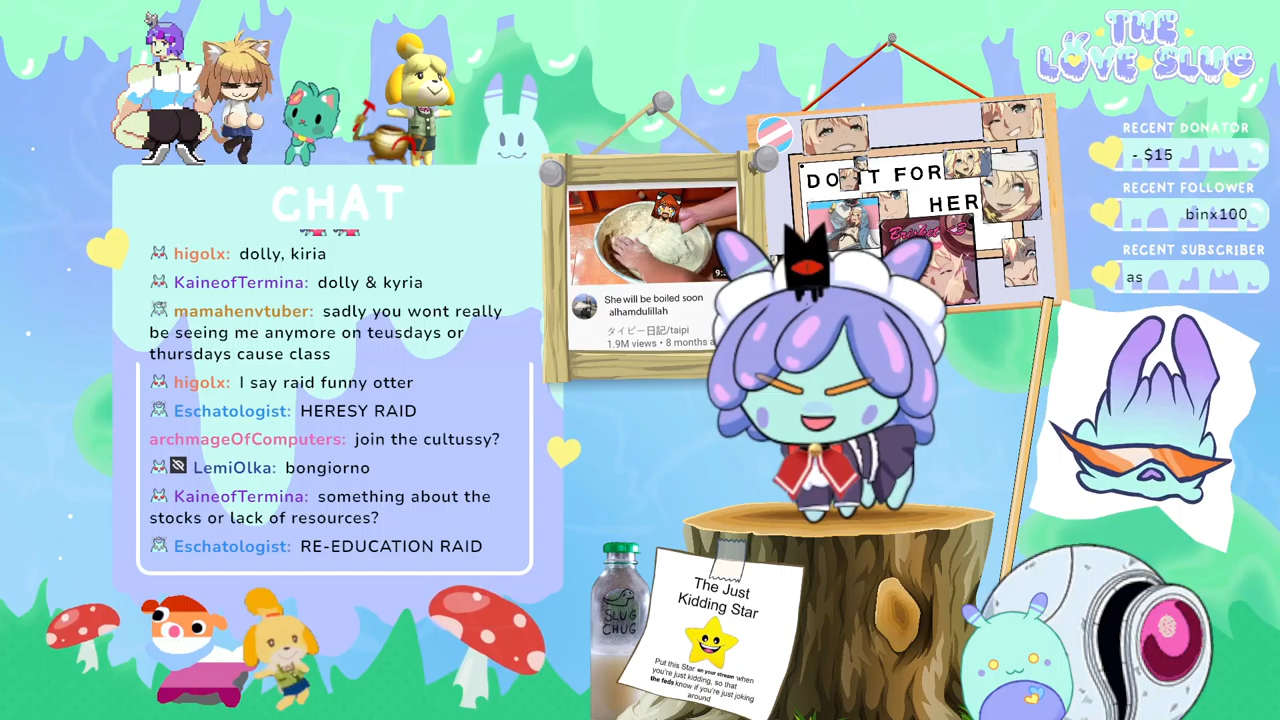 THE
LOVE SLUG
RECENT DONATOR
- $15
RECENT FOLLOWER
binx100
RECENT SUBSCRIBER
as
CHAT
higolx: dolly, kiria
KaineofTermina: dolly & kyria
mamahenvtuber: sadly you wont really
be seeing me anymore on teusdays or
thursdays cause class
higolx: I say raid funny otter
Eschatologist: HERESY RAID
archmageOfComputers: join the cultussy?
LemiOlka: bongiorno
KaineofTermina: something about the
stocks or lack of resources?
Eschatologist: RE-EDUCATION RAID
9:
She will be boiled soon
alhamdulillah
タイピー日記/taipi
1.9M views • 8 months a
DO IT FOR
HER
Brisket <3
SLUG
CHUG
The Just
Kidding Star
Put this Star on your stream when
you're just kidding, so that
the feds know if you're just joking
around